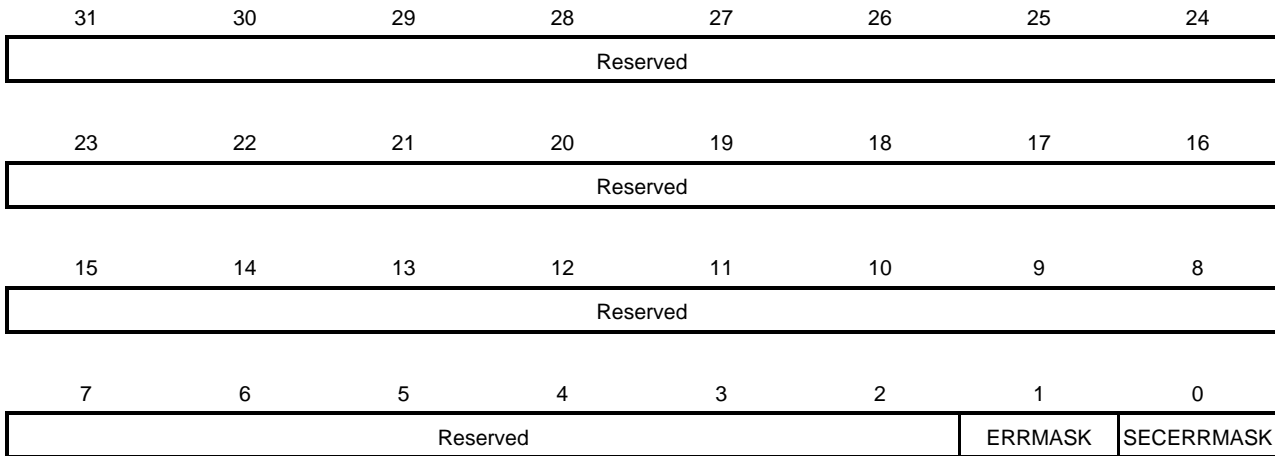 31 30 29 28 27 26 25 24
Reserved
23 22 21 20 19 18 17 16
Reserved
15 14 13 12 11 10 9 8
Reserved
7 6 5 4 3 2 1 0
Reserved ERRMASK SECERRMASK